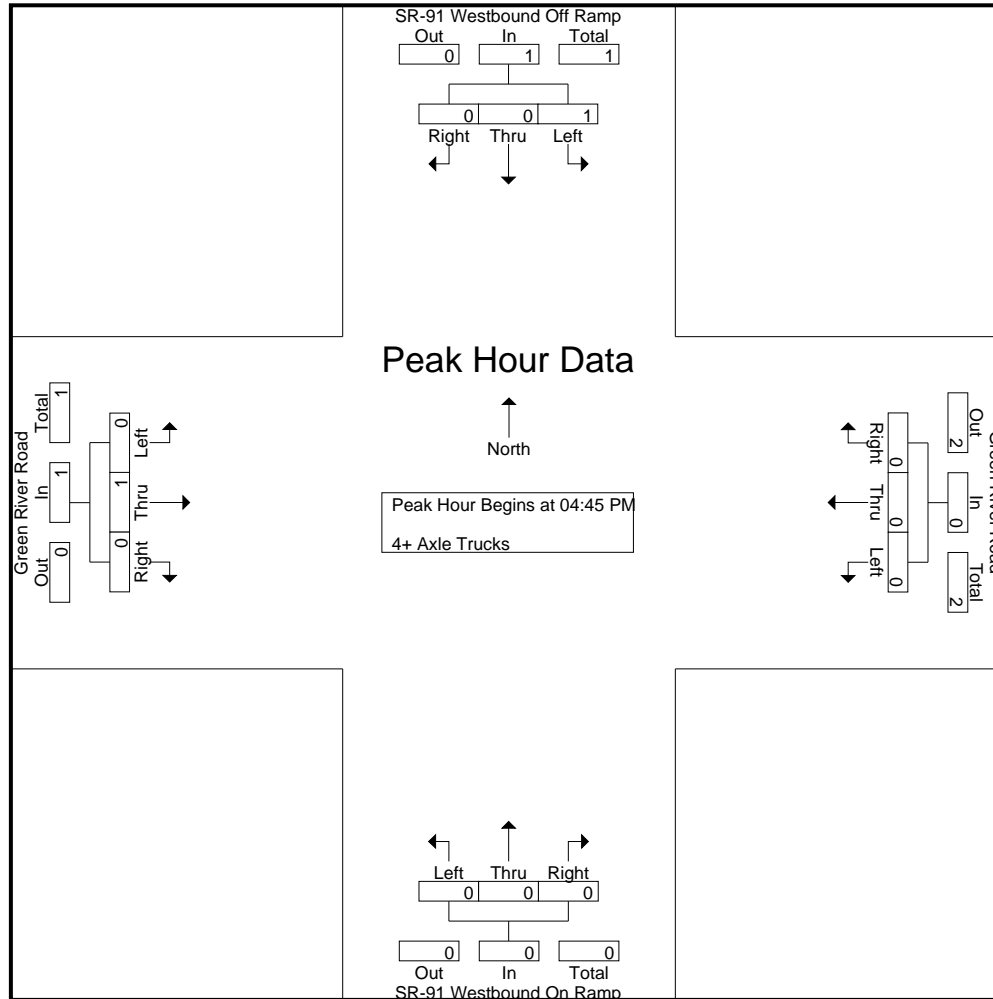 SR-91 Westbound Off Ramp
Out In Total
0 1 1
0 0 1
Right Thru Left
Peak Hour Data
North
Peak Hour Begins at 04:45 PM
4+ Axle Trucks
Green River Road
Total In Out
1 1 0
0 1 0
Left Thru Right
Right Thru Left
0 0 0
2 0 2
Out In Total
Green River Road
Left Thru Right
0 0 0
0 0 0
Out In Total
SR-91 Westbound On Ramp